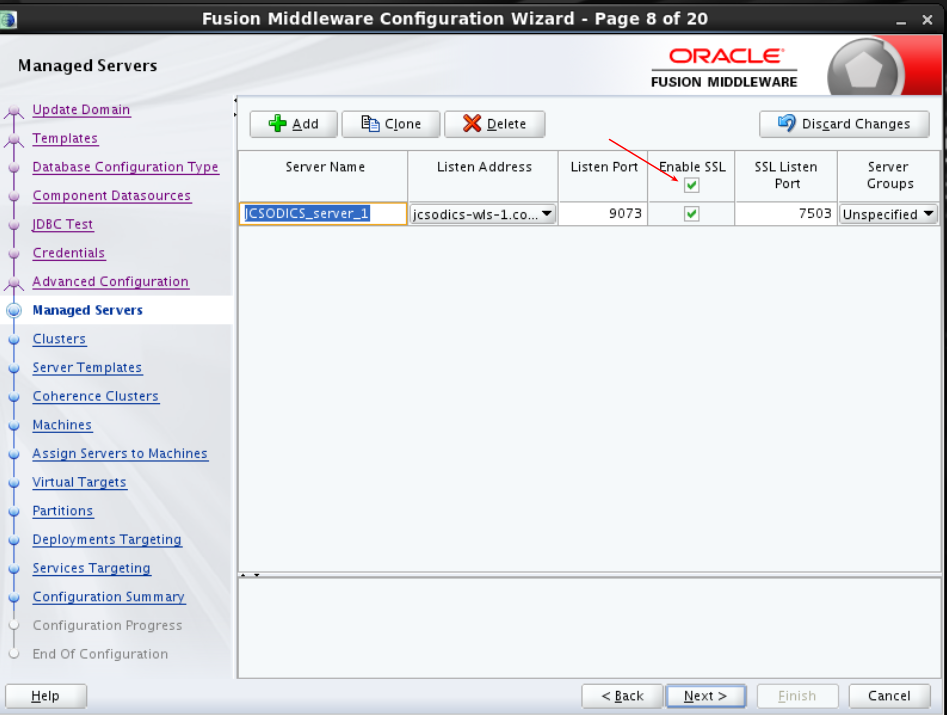 Fusion Middleware Configuration Wizard - Page 8 of 20
Managed Servers
ORACLE
FUSION MIDDLEWARE
Update Domain
Templates
Database Configuration Type
Component Datasources
JDBC Test
Credentials
Advanced Configuration
Managed Servers
Clusters
Server Templates
Coherence Clusters
Machines
Assign Servers to Machines
Virtual Targets
Partitions
Deployments Targeting
Services Targeting
Configuration Summary
Configuration Progress
End Of Configuration
Add Clone Delete Discard Changes
Server Name Listen Address Listen Port Enable SSL SSL Listen Port Server Groups
JCSODICS_server_1 jcsodics-wls-1.co... 9073 7503 Unspecified
Help < Back Next > Finish Cancel